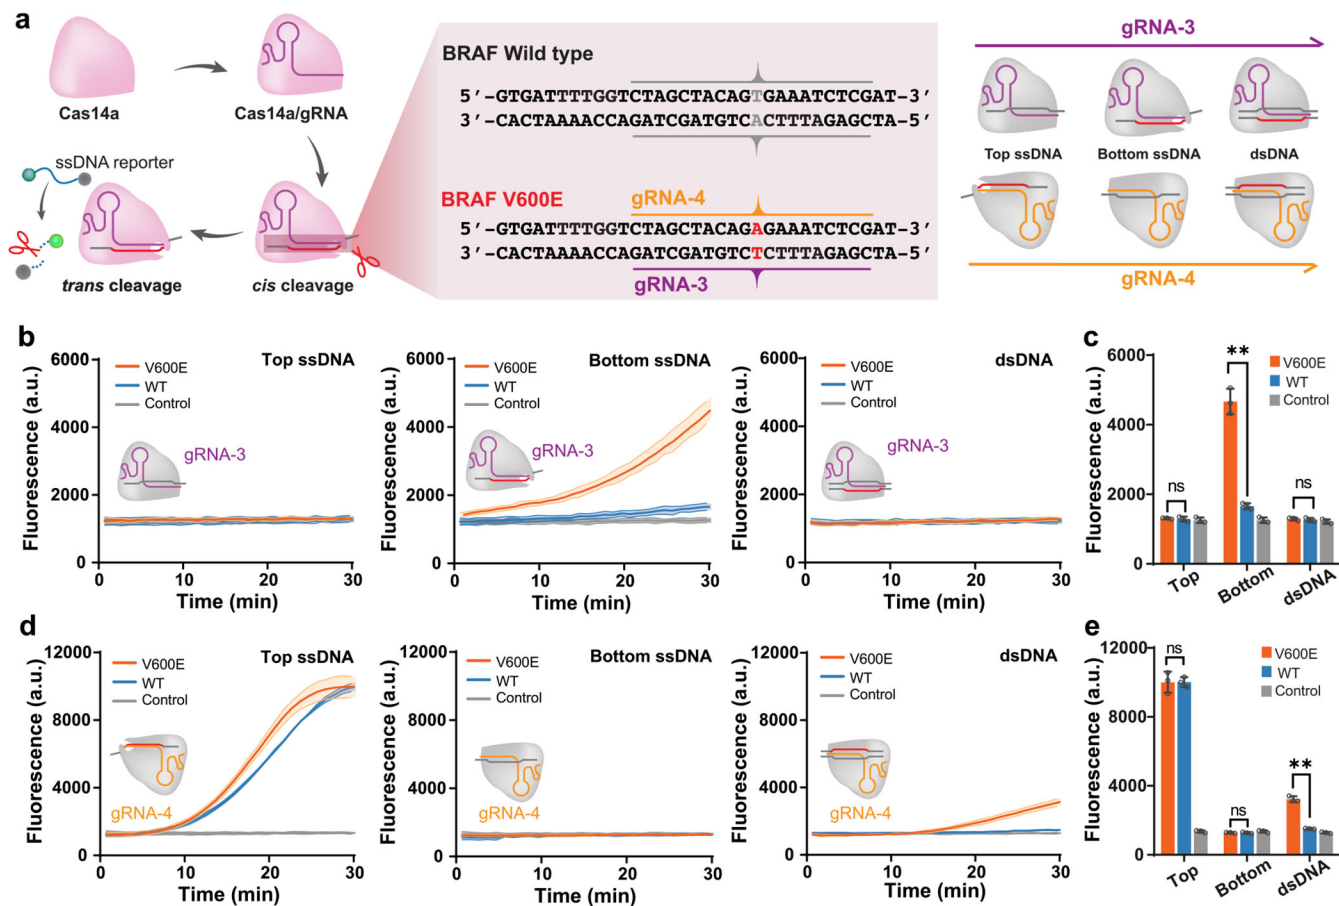 a
Cas14a
Cas14a/gRNA
ssDNA reporter
trans cleavage
cis cleavage
BRAF Wild type
5’-GTGATTTTGGTCTAGCTACAGTGAAATCTCGAT-3’
3’-CACTAAAACCAGATCGATGTCACTTTAGAGCTA-5’
BRAF V600E
gRNA-4
5’-GTGATTTTGGTCTAGCTACAGAGAAATCTCGAT-3’
3’-CACTAAAACCAGATCGATGTCTCTTTAGAGCTA-5’
gRNA-3
gRNA-3
Top ssDNA
Bottom ssDNA
dsDNA
gRNA-4
b
Fluorescence (a.u.)
6000
4000
2000
0
V600E
WT
Control
Top ssDNA
gRNA-3
0
10
20
30
Time (min)
Fluorescence (a.u.)
6000
4000
2000
0
V600E
WT
Control
Bottom ssDNA
gRNA-3
0
10
20
30
Time (min)
Fluorescence (a.u.)
6000
4000
2000
0
V600E
WT
Control
dsDNA
gRNA-3
0
10
20
30
Time (min)
c
Fluorescence (a.u.)
6000
4000
2000
0
V600E
WT
Control
ns
**
ns
Top
Bottom
dsDNA
d
Fluorescence (a.u.)
12000
8000
4000
0
V600E
WT
Control
Top ssDNA
gRNA-4
0
10
20
30
Time (min)
Fluorescence (a.u.)
12000
8000
4000
0
V600E
WT
Control
Bottom ssDNA
gRNA-4
0
10
20
30
Time (min)
Fluorescence (a.u.)
12000
8000
4000
0
V600E
WT
Control
dsDNA
gRNA-4
0
10
20
30
Time (min)
e
Fluorescence (a.u.)
12000
8000
4000
0
V600E
WT
Control
ns
ns
**
Top
Bottom
dsDNA